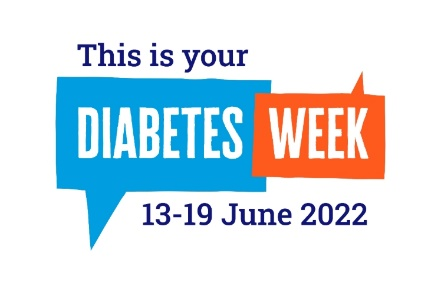 This is your
DIABETES WEEK
13-19 June 2022